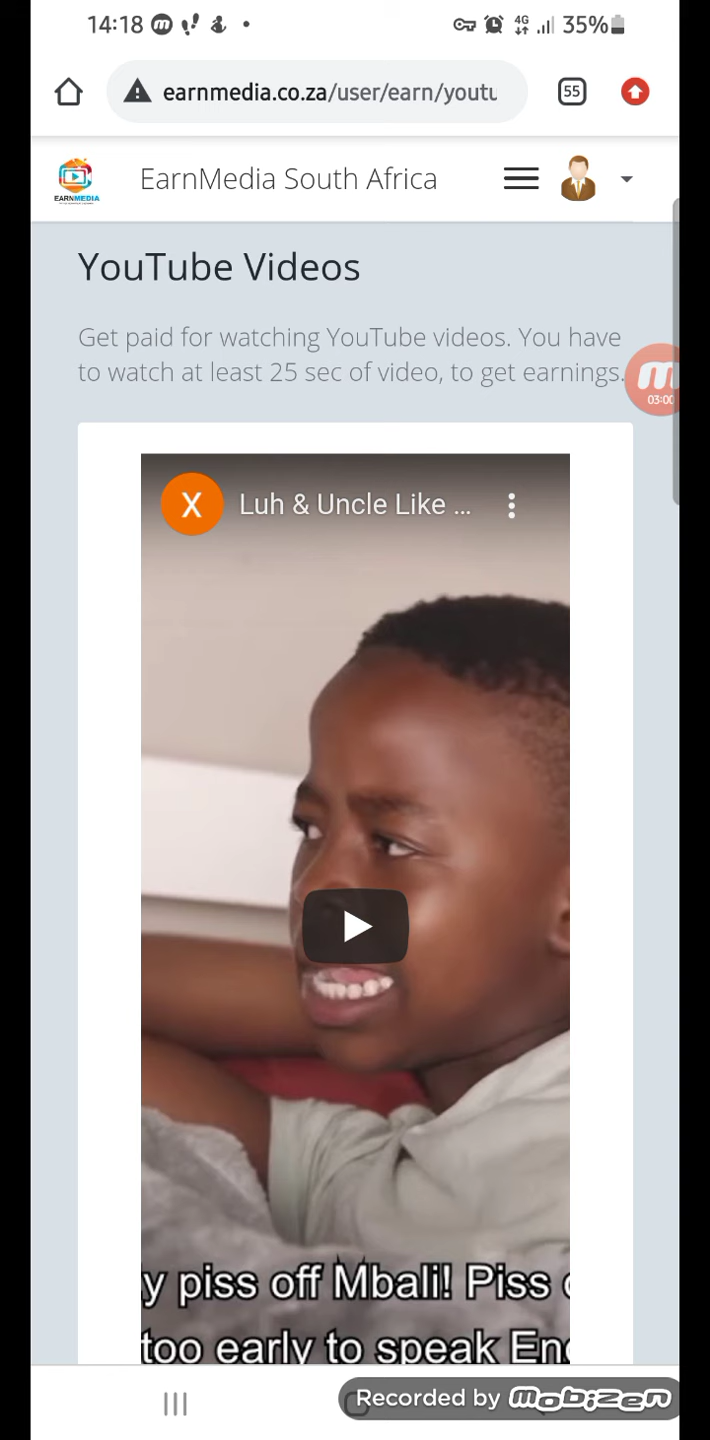 14:18
4G
35%
earnmedia.co.za/user/earn/youtu
55
EARNMEDIA
EarnMedia South Africa
YouTube Videos
Get paid for watching YouTube videos. You have
to watch at least 25 sec of video, to get earnings.
03:00
X
Luh & Uncle Like ...
y piss off Mbali! Piss
too early to speak En
Recorded by mobizen